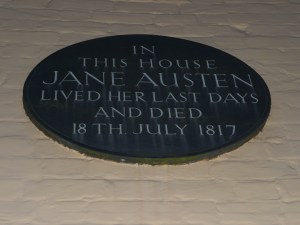 IN
THIS HOUSE
JANE AUSTEN
LIVED HER LAST DAYS
AND DIED
18TH JULY 1817